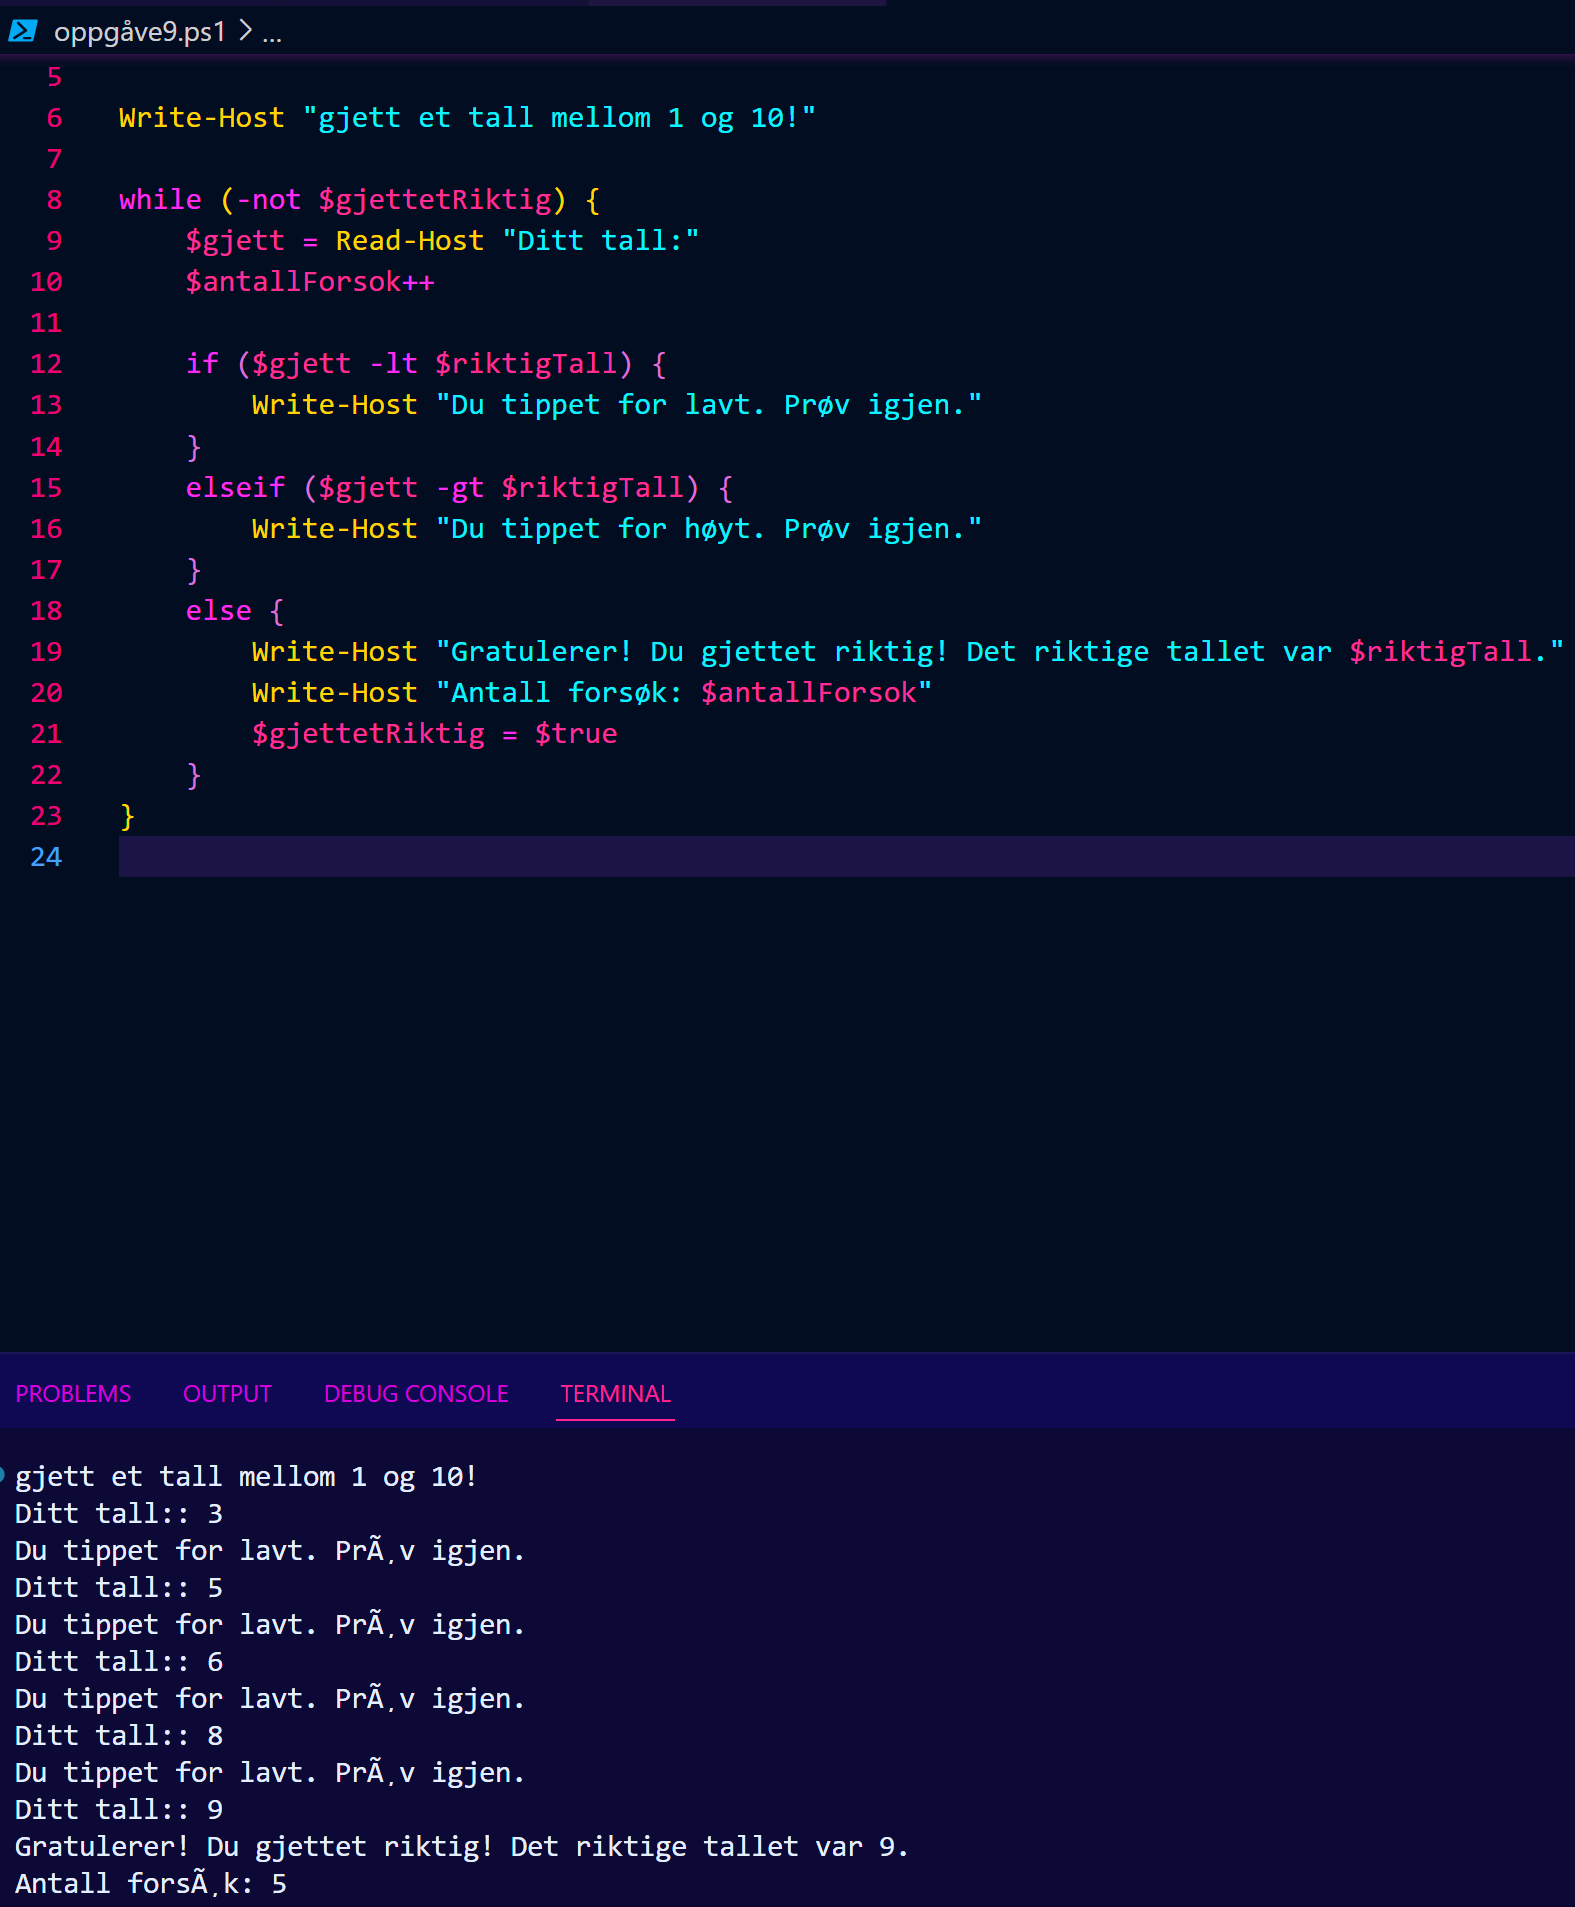 oppgåve9.ps1 > ...
5
6 Write-Host "gjett et tall mellom 1 og 10!"
7
8 while (-not $gjettetRiktig) {
9 $gjett = Read-Host "Ditt tall:"
10 $antallForsok++
11
12 if ($gjett -lt $riktigTall) {
13 Write-Host "Du tippet for lavt. Prøv igjen."
14 }
15 elseif ($gjett -gt $riktigTall) {
16 Write-Host "Du tippet for høyt. Prøv igjen."
17 }
18 else {
19 Write-Host "Gratulerer! Du gjettet riktig! Det riktige tallet var $riktigTall."
20 Write-Host "Antall forsøk: $antallForsok"
21 $gjettetRiktig = $true
22 }
23 }
24
PROBLEMS OUTPUT DEBUG CONSOLE TERMINAL
gjett et tall mellom 1 og 10!
Ditt tall:: 3
Du tippet for lavt. PrÃ¸v igjen.
Ditt tall:: 5
Du tippet for lavt. PrÃ¸v igjen.
Ditt tall:: 6
Du tippet for lavt. PrÃ¸v igjen.
Ditt tall:: 8
Du tippet for lavt. PrÃ¸v igjen.
Ditt tall:: 9
Gratulerer! Du gjettet riktig! Det riktige tallet var 9.
Antall forsÃ¸k: 5